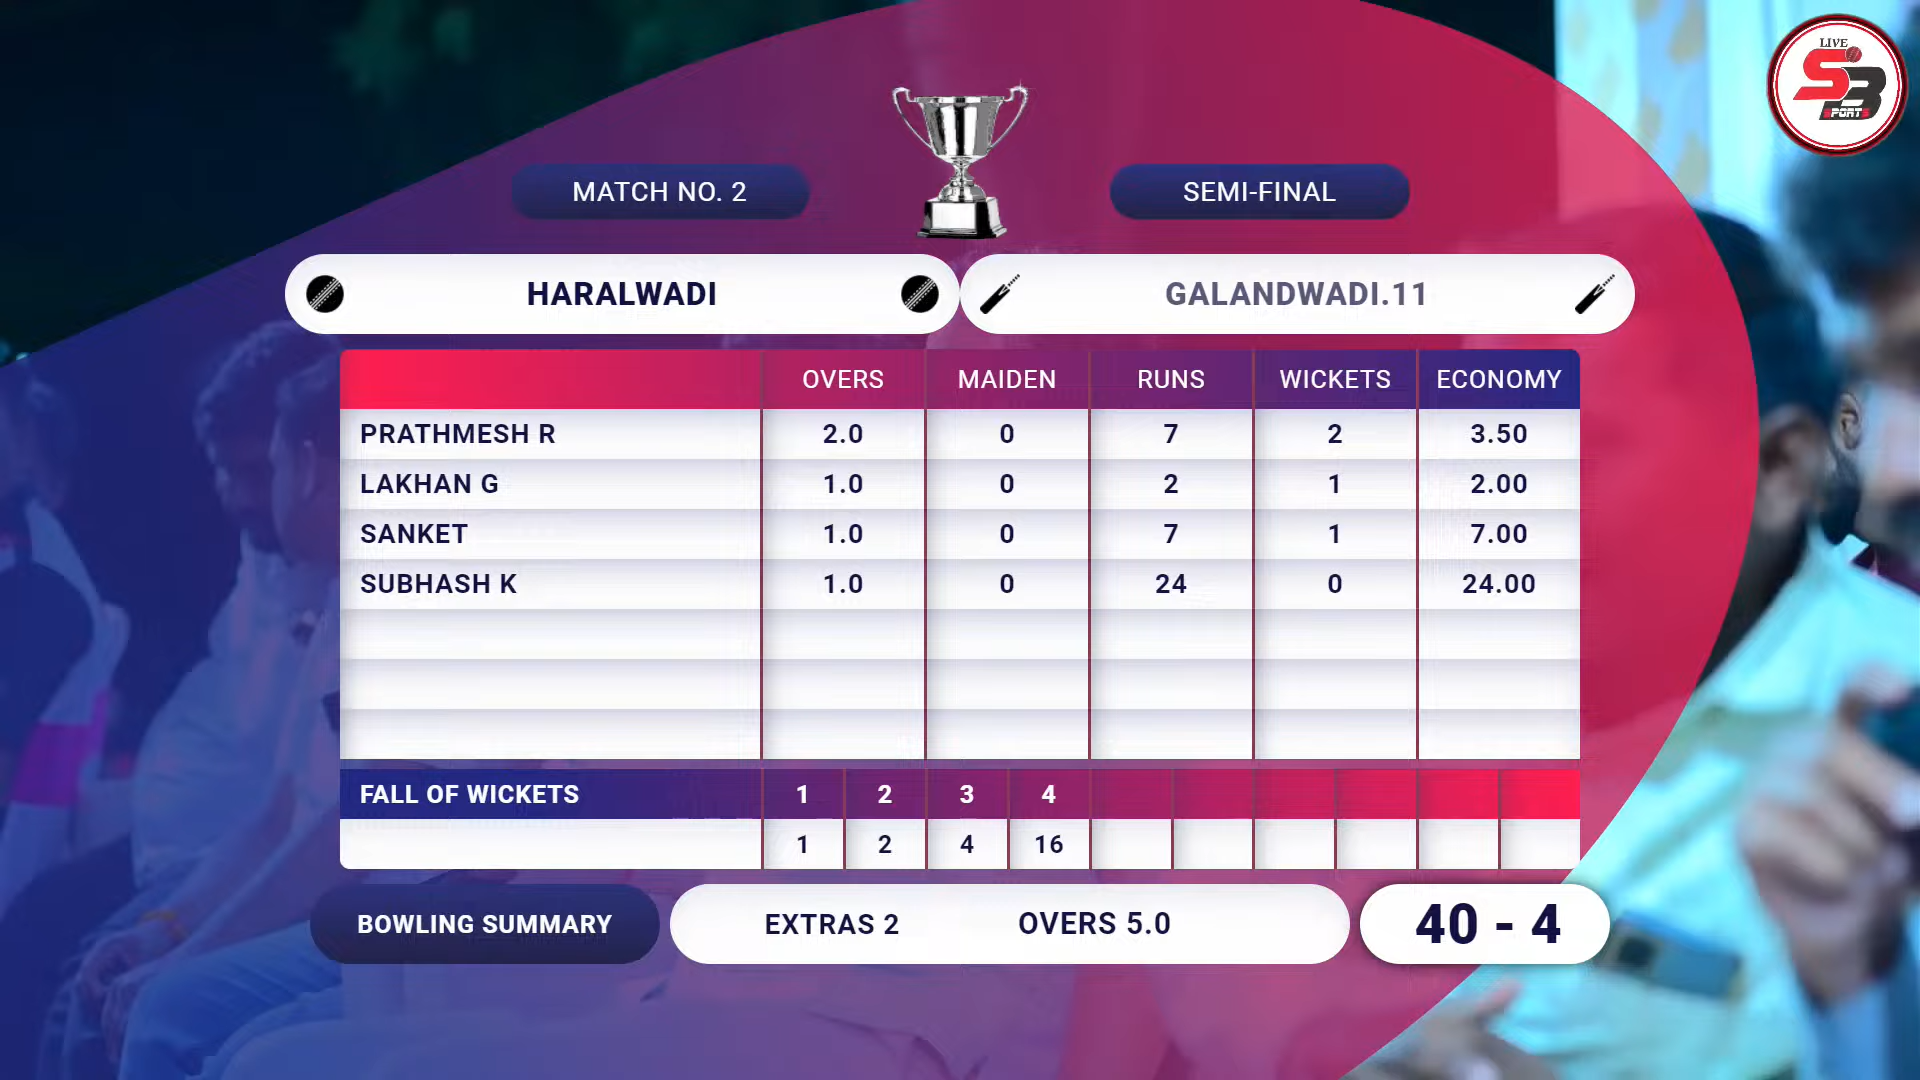 LIVE
SB
SPORTS
MATCH NO. 2
SEMI-FINAL
HARALWADI
GALANDWADI.11
OVERS MAIDEN RUNS WICKETS ECONOMY
PRATHMESH R 2.0 0 7 2 3.50
LAKHAN G 1.0 0 2 1 2.00
SANKET 1.0 0 7 1 7.00
SUBHASH K 1.0 0 24 0 24.00
FALL OF WICKETS 1 2 3 4
1 2 4 16
BOWLING SUMMARY EXTRAS 2 OVERS 5.0 40 - 4